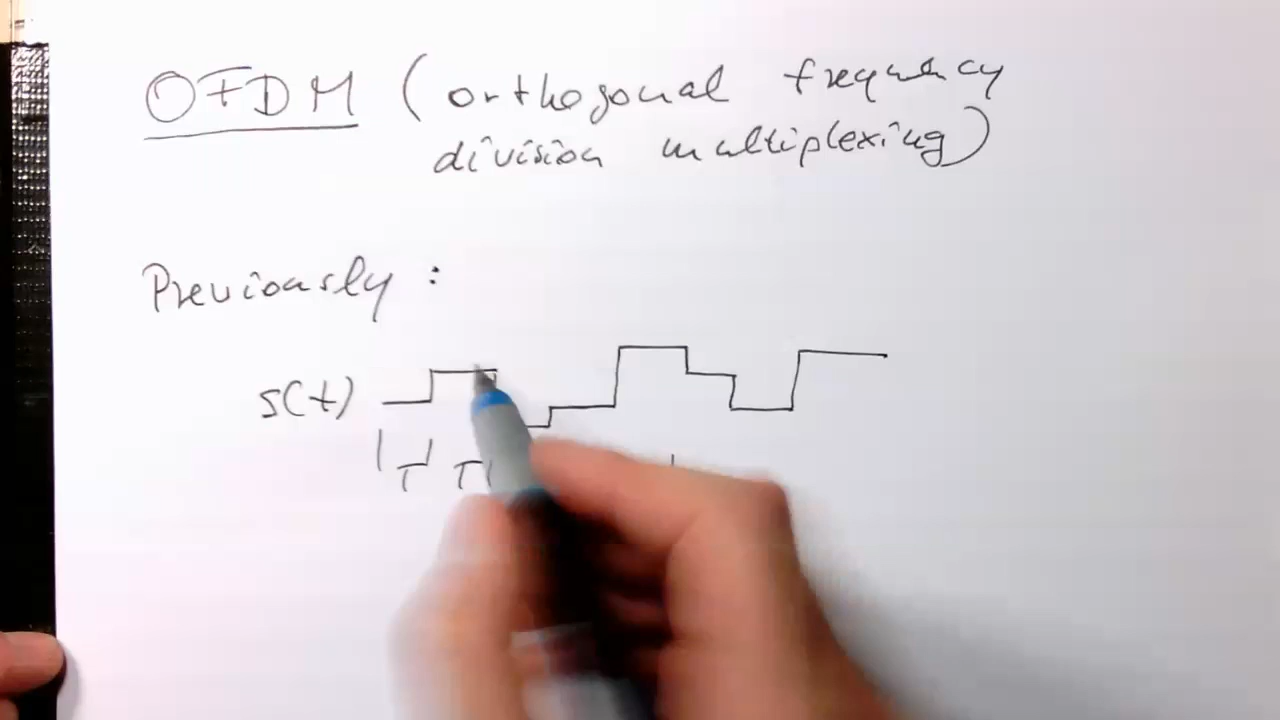 OFDM (orthogonal frequency
division multiplexing)
Previously :
s(t)
T T